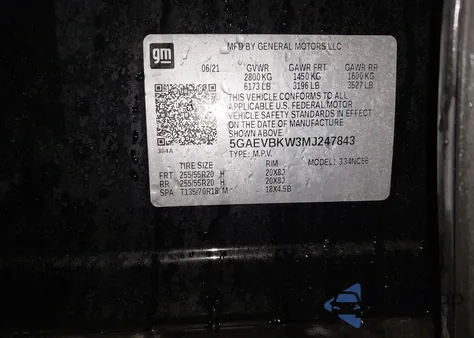 gm
MFD BY GENERAL MOTORS LLC
06/21 GVWR GAWR FRT GAWR RR
2800 KG 1450 KG 1600 KG
6173 LB 3196 LB 3527 LB
THIS VEHICLE CONFORMS TO ALL
APPLICABLE U.S. FEDERAL MOTOR
VEHICLE SAFETY STANDARDS IN EFFECT
ON THE DATE OF MANUFACTURE
SHOWN ABOVE.
5GAEVBKW3MJ247843
TYPE: M.P.V. MODEL: 334NC56
TIRE SIZE RIM
FRT 255/55R20 H 20X8J
RR 255/55R20 H 20X8J
SPA T135/70R18 M 18X4.5B